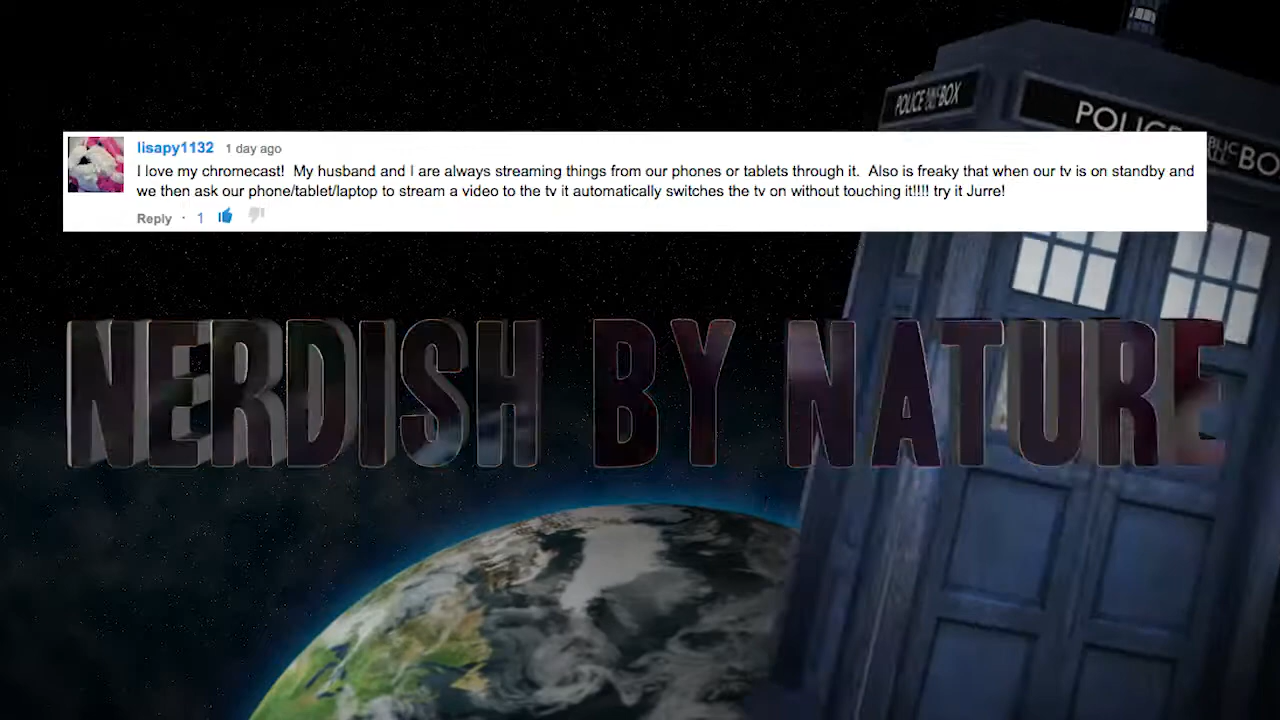 POLICE BOX
POLICE PUBLIC CALL BO
lisapy1132 1 day ago
I love my chromecast!  My husband and I are always streaming things from our phones or tablets through it.  Also is freaky that when our tv is on standby and
we then ask our phone/tablet/laptop to stream a video to the tv it automatically switches the tv on without touching it!!!! try it Jurre!
Reply · 1
NERDISH BY NATURE